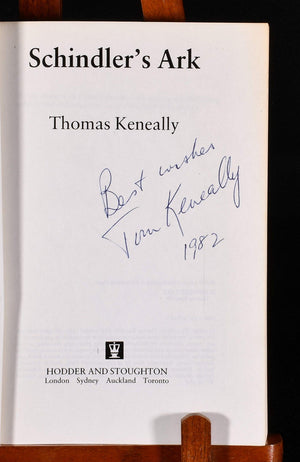 Schindler's Ark
Thomas Keneally
Best wishes
Tom Keneally
1982
HODDER AND STOUGHTON
London Sydney Auckland Toronto